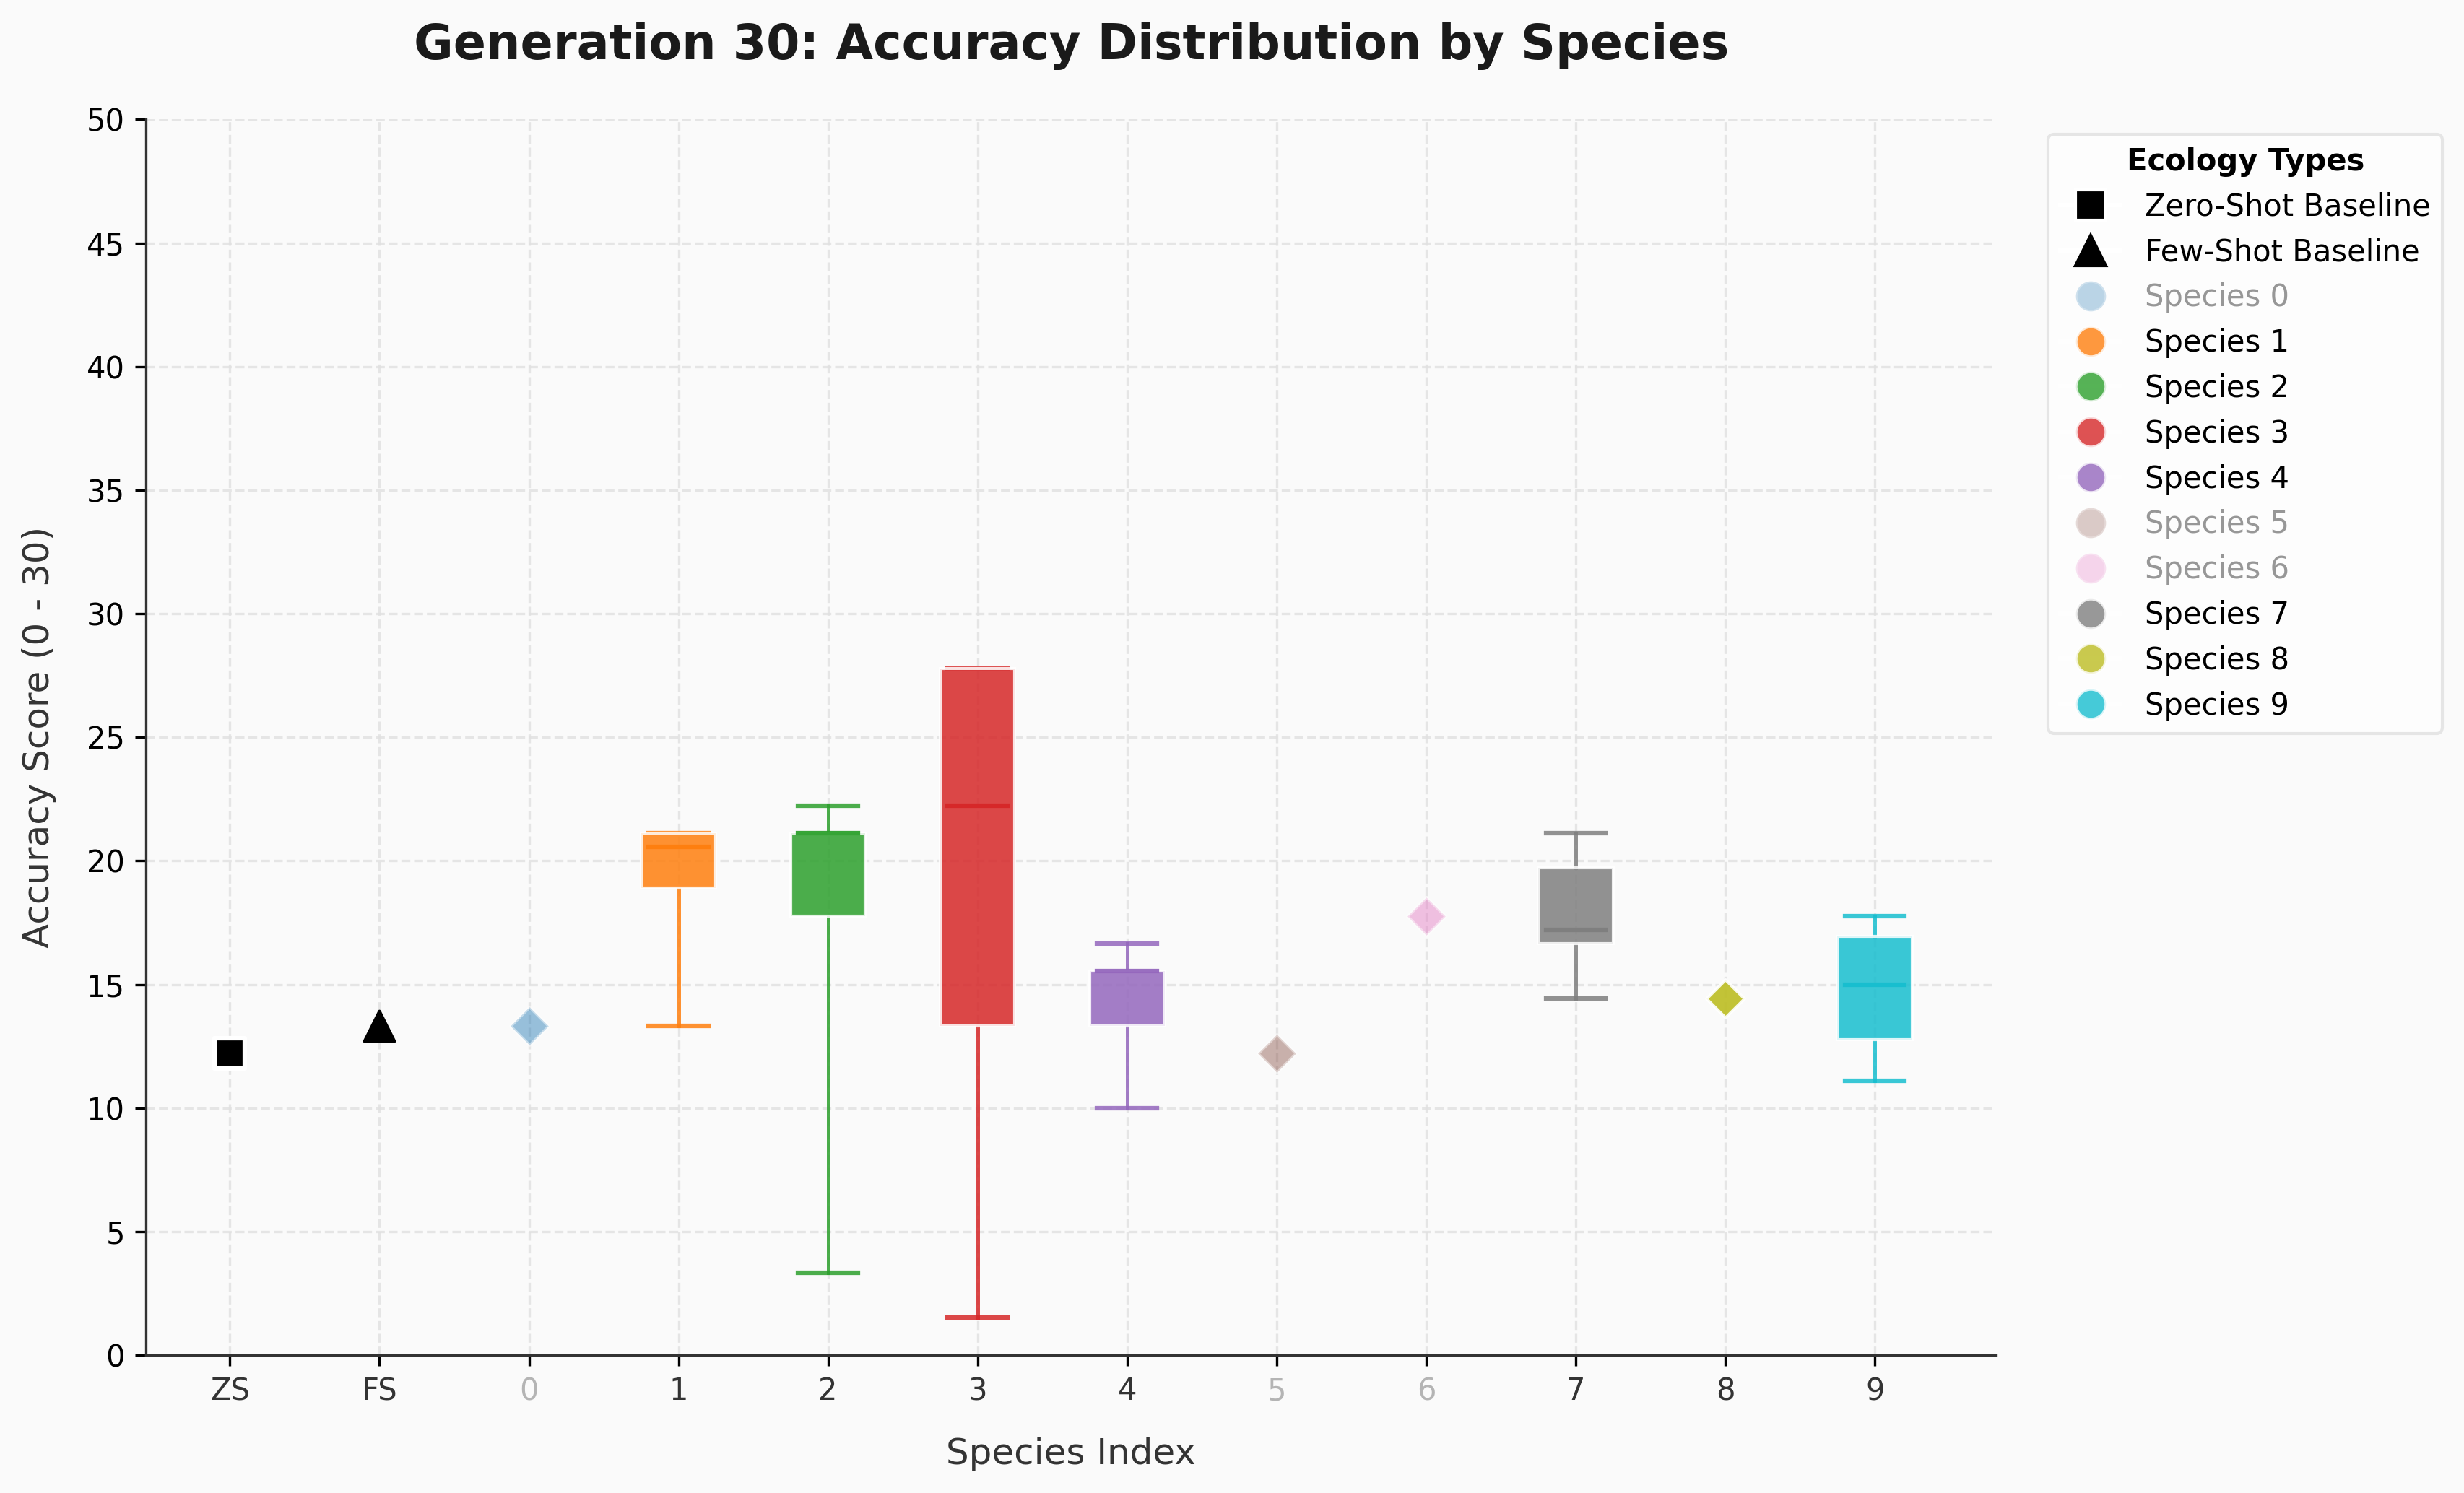 Generation 30: Accuracy Distribution by Species
50
45
40
35
30
25
20
15
10
5
0
Accuracy Score (0 - 30)
ZS FS 0 1 2 3 4 5 6 7 8 9
Species Index
Ecology Types
Zero-Shot Baseline
Few-Shot Baseline
Species 0
Species 1
Species 2
Species 3
Species 4
Species 5
Species 6
Species 7
Species 8
Species 9